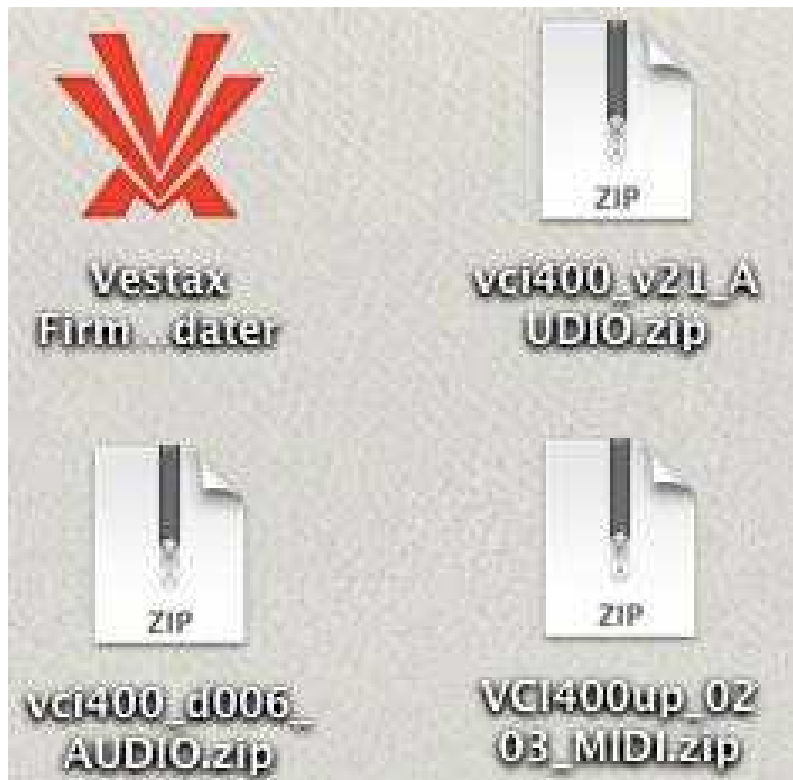 Vestax
Firm...dater
ZIP
vci400_v21_A
UDIO.zip
ZIP
vci400_d006_
AUDIO.zip
ZIP
VCI400up_02
03_MIDI.zip